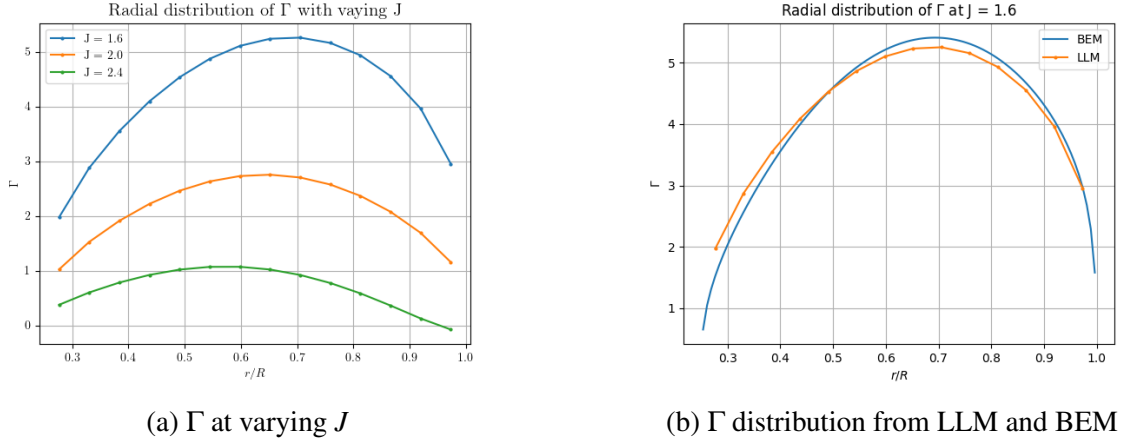 Radial distribution of Γ with vaying J
J = 1.6
J = 2.0
J = 2.4
5
4
3
2
1
0
Γ
0.3 0.4 0.5 0.6 0.7 0.8 0.9 1.0
r/R
(a) Γ at varying J
Radial distribution of Γ at J = 1.6
BEM
LLM
5
4
3
2
1
Γ
0.3 0.4 0.5 0.6 0.7 0.8 0.9 1.0
r/R
(b) Γ distribution from LLM and BEM